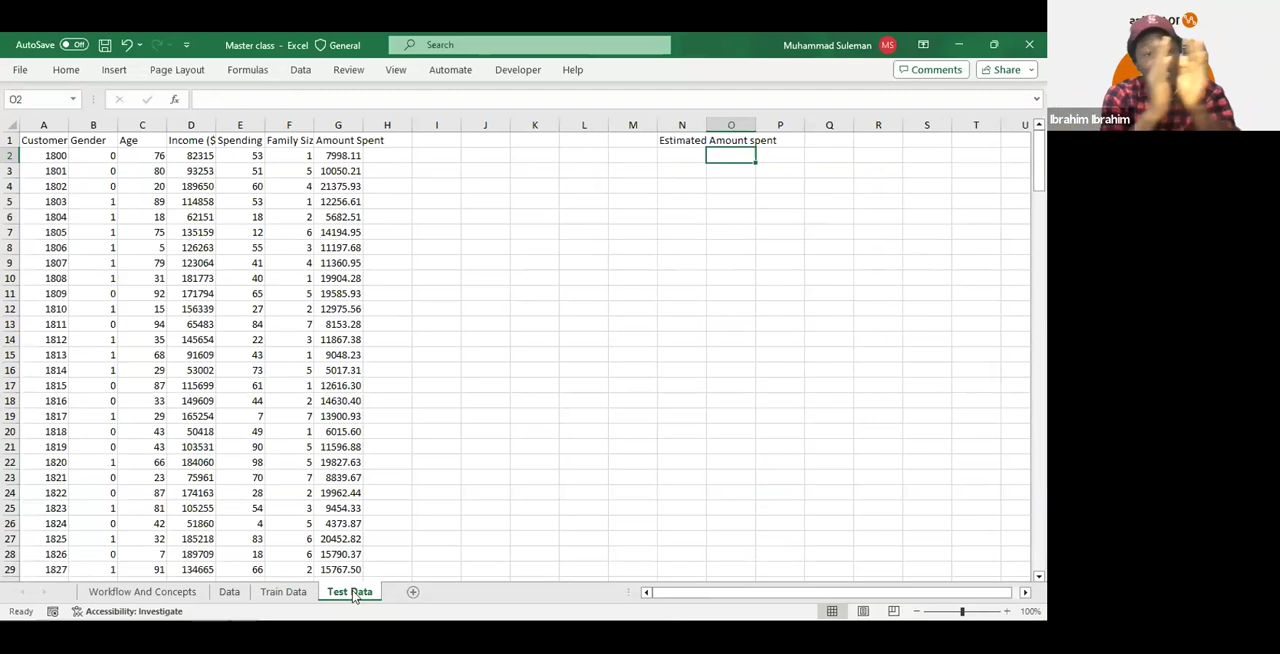 AutoSave Off Master class - Excel General Search Muhammad Suleman MS
File Home Insert Page Layout Formulas Data Review View Automate Developer Help Comments Share
O2 fx
A B C D E F G H I J K L M N O P Q R S T U
1 Customer Gender Age Income ($ Spending Family Siz Amount Spent Estimated Amount spent
2 1800 0 76 82315 53 1 7998.11
3 1801 0 80 93253 51 5 10050.21
4 1802 0 20 189650 60 4 21375.93
5 1803 1 89 114858 53 1 12256.61
6 1804 1 18 62151 18 2 5682.51
7 1805 1 75 135159 12 6 14194.95
8 1806 1 5 126263 55 3 11197.68
9 1807 1 79 123064 41 4 11360.95
10 1808 1 31 181773 40 1 19904.28
11 1809 0 92 171794 65 5 19585.93
12 1810 1 15 156339 27 2 12975.56
13 1811 0 94 65483 84 7 8153.28
14 1812 1 35 145654 22 3 11867.38
15 1813 1 68 91609 43 1 9048.23
16 1814 1 29 53002 73 5 5017.31
17 1815 0 87 115699 61 1 12616.30
18 1816 0 33 149609 44 2 14630.40
19 1817 1 29 165254 7 7 13900.93
20 1818 0 43 50418 49 1 6015.60
21 1819 0 43 103531 90 5 11596.88
22 1820 1 66 184060 98 5 19827.63
23 1821 0 23 75961 70 7 8839.67
24 1822 0 87 174163 28 2 19962.44
25 1823 1 81 105255 54 3 9454.33
26 1824 0 42 51860 4 5 4373.87
27 1825 1 32 185218 83 6 20452.82
28 1826 0 7 189709 18 6 15790.37
29 1827 1 91 134665 66 2 15767.50
Workflow And Concepts Data Train Data Test Data
Ready Accessibility: Investigate 100%
Ibrahim Ibrahim